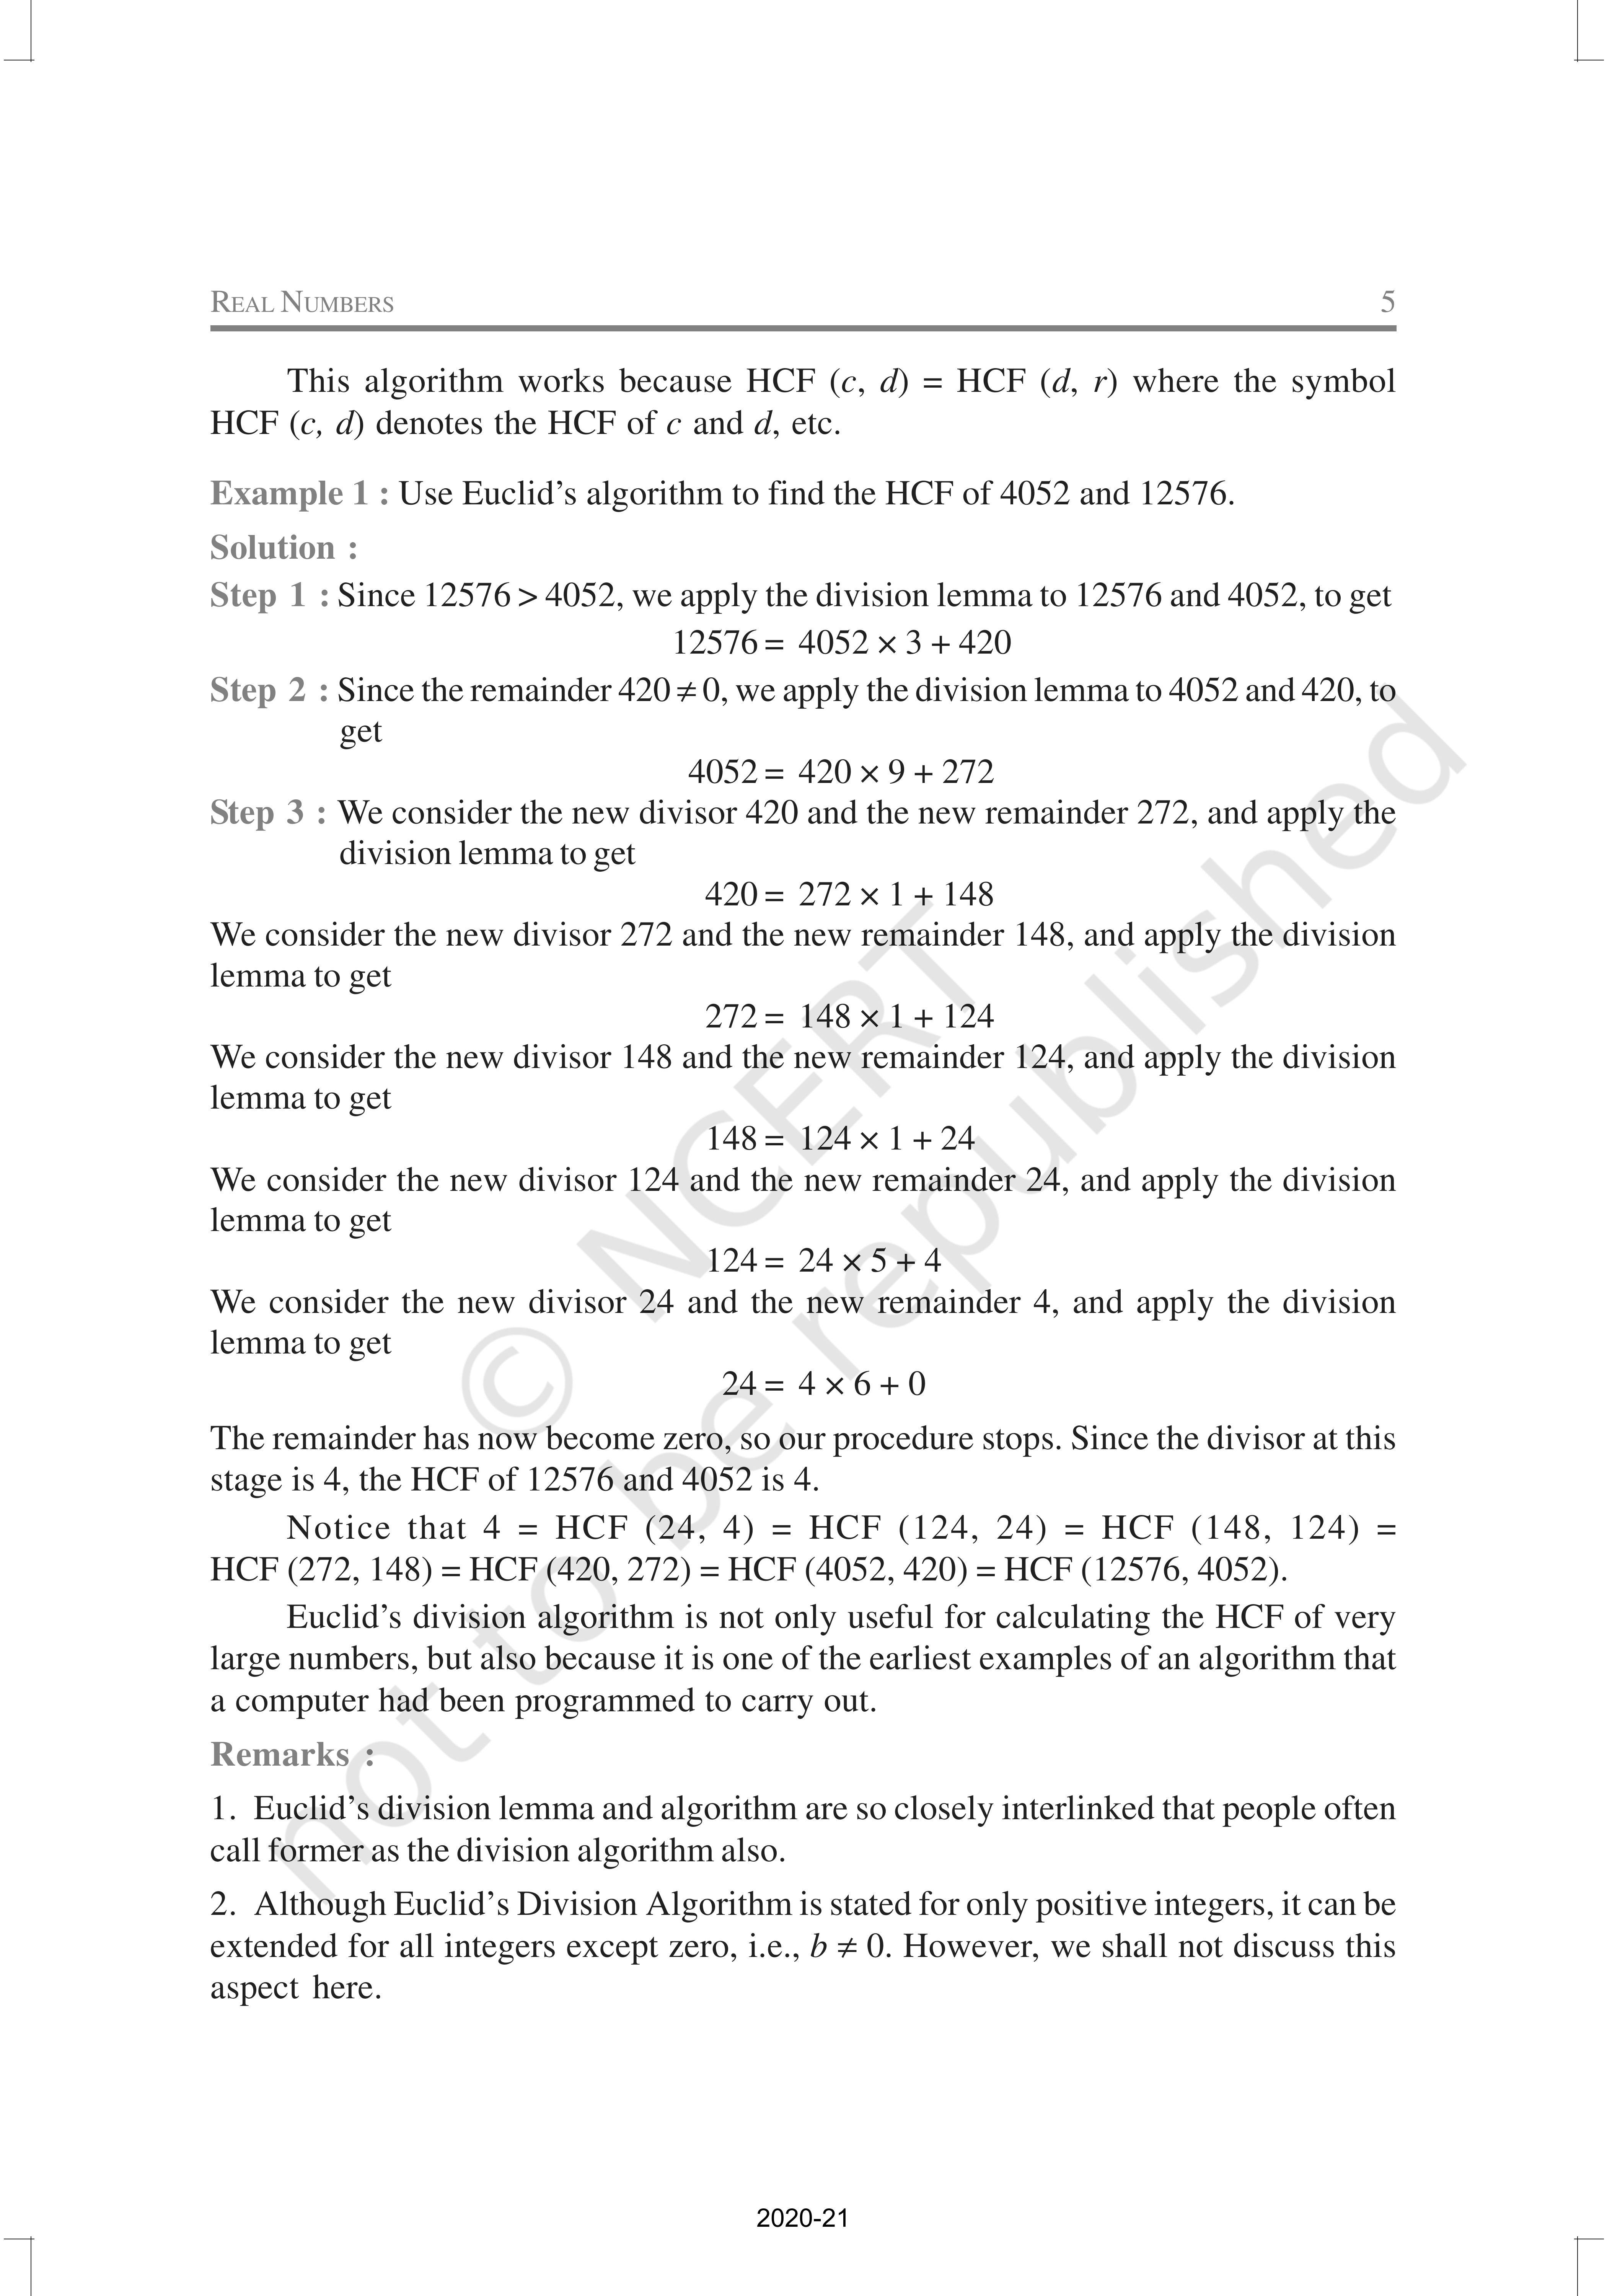 REAL NUMBERS 5
This algorithm works because HCF (c, d) = HCF (d, r) where the symbol
HCF (c, d) denotes the HCF of c and d, etc.
Example 1 : Use Euclid’s algorithm to find the HCF of 4052 and 12576.
Solution :
Step 1 : Since 12576 > 4052, we apply the division lemma to 12576 and 4052, to get
12576 = 4052 × 3 + 420
Step 2 : Since the remainder 420 ≠ 0, we apply the division lemma to 4052 and 420, to
get
4052 = 420 × 9 + 272
Step 3 : We consider the new divisor 420 and the new remainder 272, and apply the
division lemma to get
420 = 272 × 1 + 148
We consider the new divisor 272 and the new remainder 148, and apply the division
lemma to get
272 = 148 × 1 + 124
We consider the new divisor 148 and the new remainder 124, and apply the division
lemma to get
148 = 124 × 1 + 24
We consider the new divisor 124 and the new remainder 24, and apply the division
lemma to get
124 = 24 × 5 + 4
We consider the new divisor 24 and the new remainder 4, and apply the division
lemma to get
24 = 4 × 6 + 0
The remainder has now become zero, so our procedure stops. Since the divisor at this
stage is 4, the HCF of 12576 and 4052 is 4.
Notice that 4 = HCF (24, 4) = HCF (124, 24) = HCF (148, 124) =
HCF (272, 148) = HCF (420, 272) = HCF (4052, 420) = HCF (12576, 4052).
Euclid’s division algorithm is not only useful for calculating the HCF of very
large numbers, but also because it is one of the earliest examples of an algorithm that
a computer had been programmed to carry out.
Remarks :
1. Euclid’s division lemma and algorithm are so closely interlinked that people often
call former as the division algorithm also.
2. Although Euclid’s Division Algorithm is stated for only positive integers, it can be
extended for all integers except zero, i.e., b ≠ 0. However, we shall not discuss this
aspect here.
© NCERT
not to be republished
2020-21